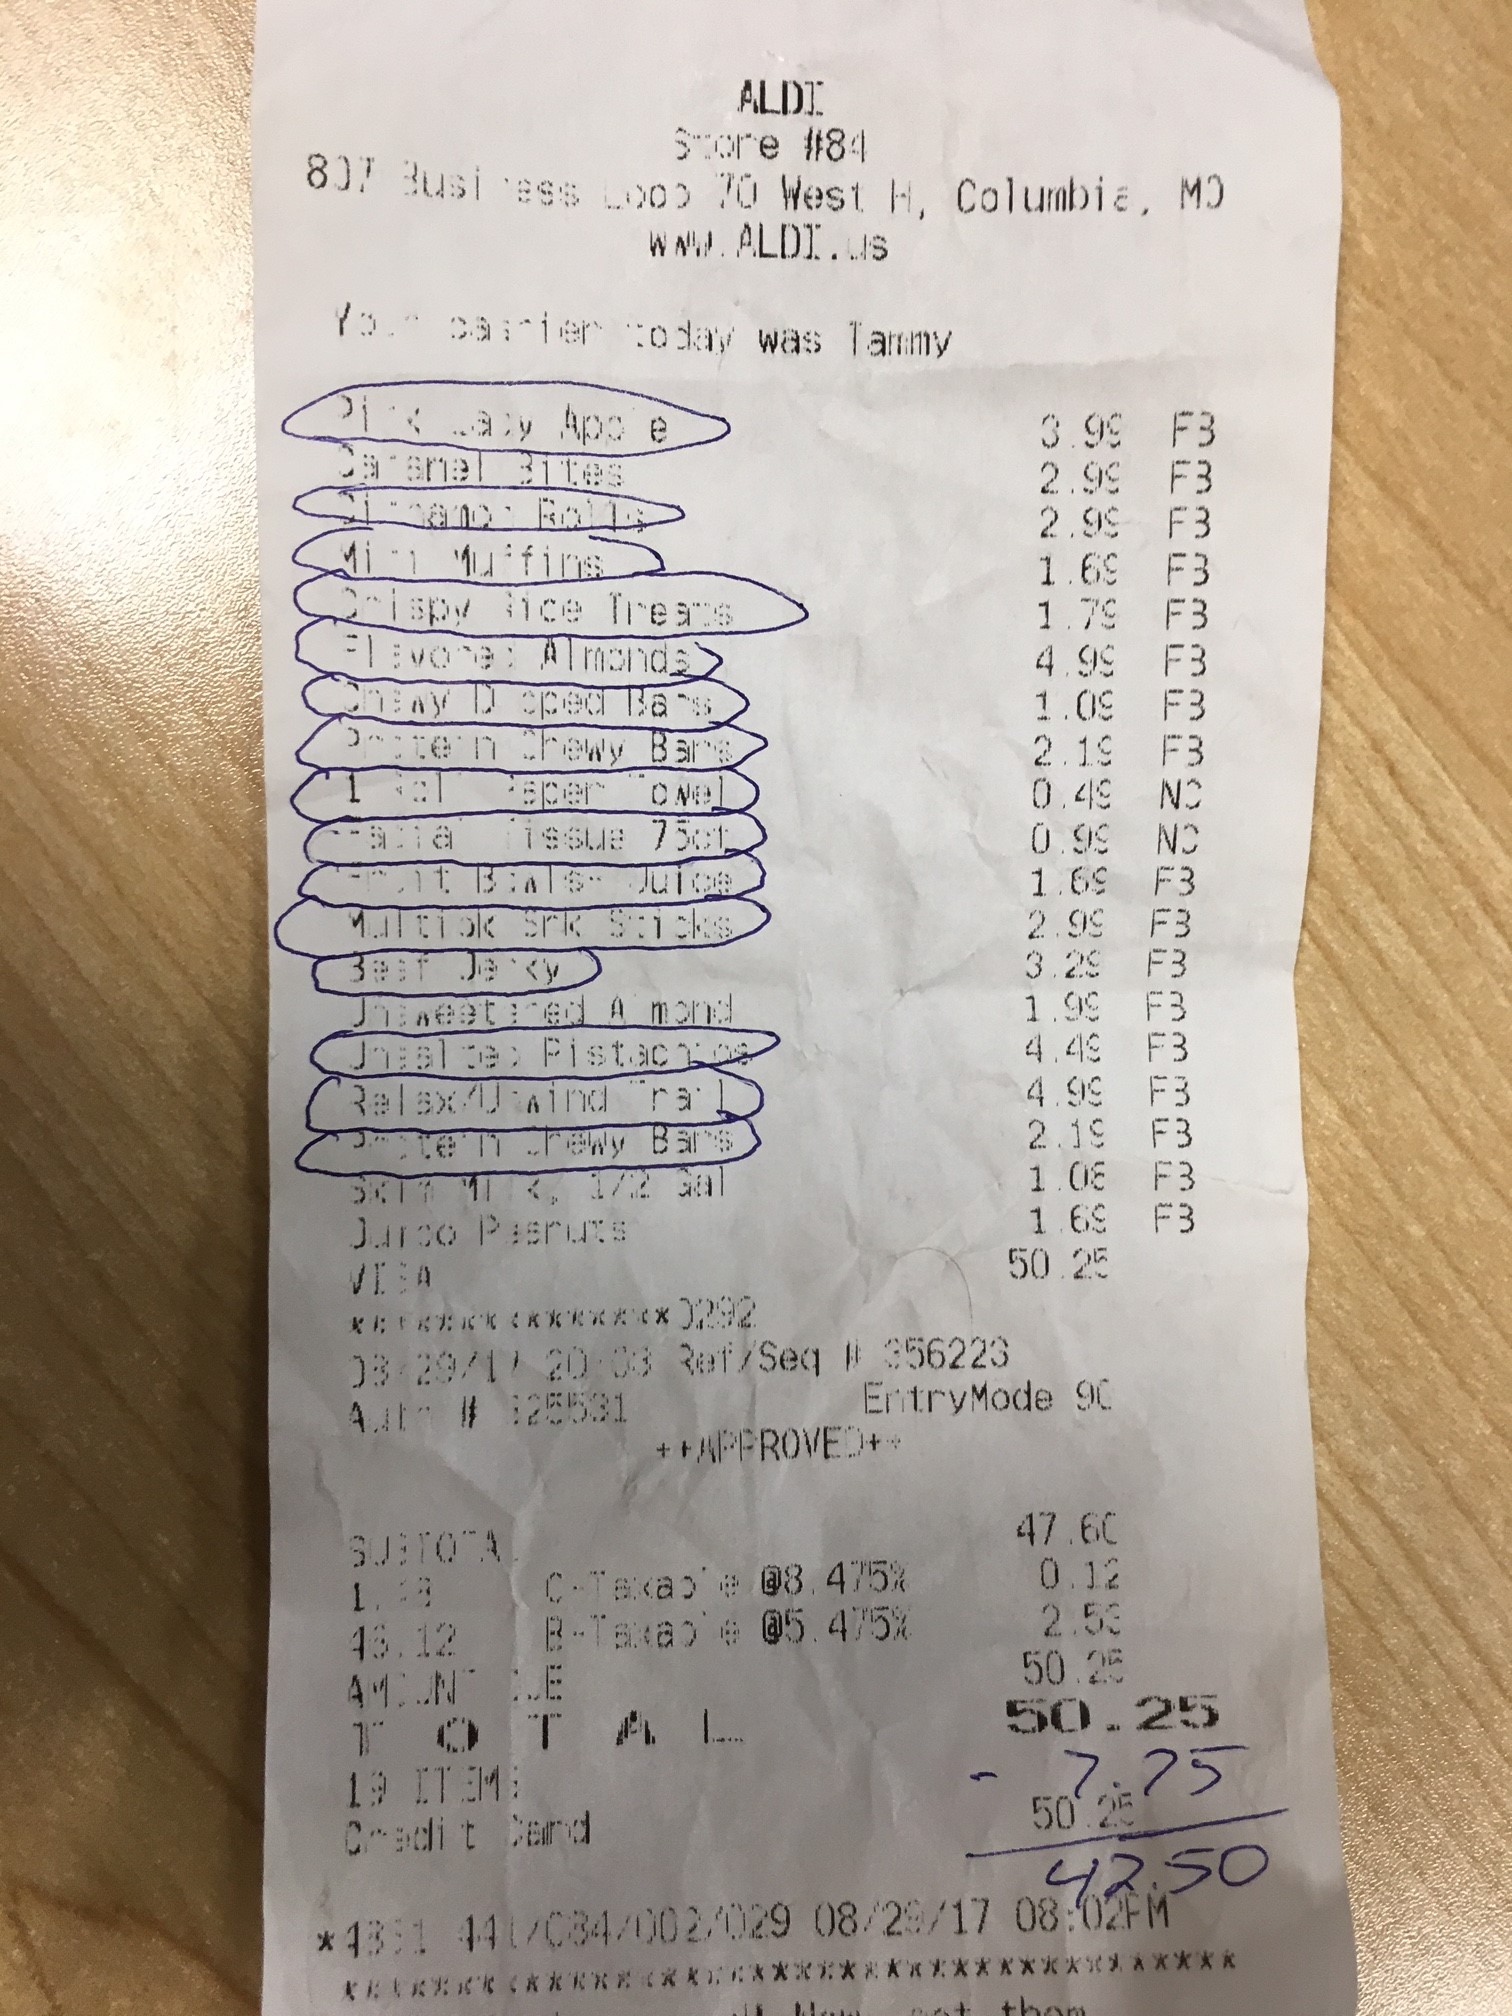 ALDI
Store #84
807 Business Loop 70 West H, Columbia, MO
www.ALDI.us
Your cashier today was Tammy
Pink Lady Apple 3.99 FB
Caramel Bites 2.99 FB
Cinnamon Rolls 2.99 FB
Mini Muffins 1.69 FB
Crispy Rice Treats 1.79 FB
Flavored Almonds 4.99 FB
Chewy Dipped Bars 1.09 FB
Protein Chewy Bars 2.19 FB
1 Roll Paper Towel 0.49 NC
Facial Tissue 75ct 0.99 NC
Fruit Bowls Juice 1.69 FB
Multipk Snk Sticks 2.99 FB
Beef Jerky 3.29 FB
Unsweetened Almond 1.99 FB
Unsalted Pistachios 4.49 FB
Relax/Unwind Trail 4.99 FB
Protein Chewy Bars 2.19 FB
Skim Milk, 1/2 Gal 1.08 FB
Jumbo Peanuts 1.69 FB
VISA 50.25
***************0292
08/29/17 20:03 Ref/Seq # 356223
Auth # EntryMode 90
++APPROVED++
SUBTOTAL 47.60
1.48 C-Taxable @8.475% 0.12
46.12 B-Taxable @5.475% 2.53
AMOUNT DUE 50.25
TOTAL 50.25
- 7.75
19 ITEMS
Credit Card 50.25
42.50
08/29/17 08:02PM
***************************************